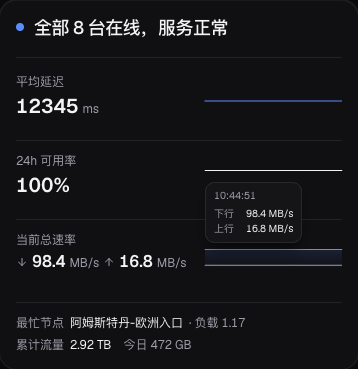 全部 8 台在线，服务正常
平均延迟
12345 ms
24h 可用率
100%
10:44:51
下行 98.4 MB/s
上行 16.8 MB/s
当前总速率
↓ 98.4 MB/s ↑ 16.8 MB/s
最忙节点 阿姆斯特丹-欧洲入口 · 负载 1.17
累计流量 2.92 TB 今日 472 GB